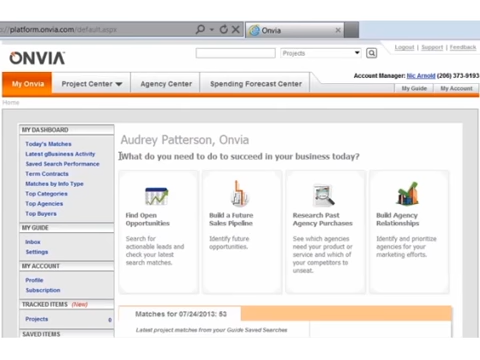 ://platform.onvia.com/default.aspx
Onvia
ONVIA
Projects
Logout | Support | Feedback
Account Manager: Nic Arnold (206) 373-9193
My Onvia
Project Center
Agency Center
Spending Forecast Center
My Guide
My Account
Home
MY DASHBOARD
Today's Matches
Latest gBusiness Activity
Saved Search Performance
Term Contracts
Matches by Info Type
Top Categories
Top Agencies
Top Buyers
MY GUIDE
Inbox
Settings
MY ACCOUNT
Profile
Subscription
TRACKED ITEMS (New)
Projects 8
SAVED ITEMS
Audrey Patterson, Onvia
What do you need to do to succeed in your business today?
Find Open
Opportunities
Search for
actionable leads and
check your latest
search matches.
Build a Future
Sales Pipeline
Identify future
opportunities.
Research Past
Agency Purchases
See which agencies
need your product or
service and which of
your competitors to
unseat.
Build Agency
Relationships
Identify and prioritize
agencies for your
marketing efforts.
Matches for 07/24/2013: 53
Latest project matches from your Guide Saved Searches